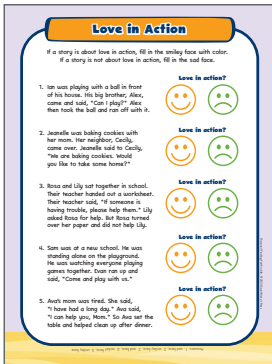 Love in Action
If a story is about love in action, fill in the smiley face with color.
If a story is not about love in action, fill in the sad face.
Love in action?
1. Ian was playing with a ball in front
of his house. His big brother, Alex,
came and said, "Can I play?" Alex
then took the ball and ran off with it.
Love in action?
2. Jeanelle was baking cookies with
her mom. Her neighbor, Cecily,
came over. Jeanelle said to Cecily,
"We are baking cookies. Would
you like to take some home?"
Love in action?
3. Rosa and Lily sat together in school.
Their teacher handed out a worksheet.
Their teacher said, "If someone is
having trouble, please help them." Lily
asked Rosa for help. But Rosa turned
over her paper and did not help Lily.
Love in action?
4. Sam was at a new school. He was
standing alone on the playground.
He was watching everyone playing
games together. Evan ran up and
said, "Come and play with us."
Love in action?
5. Ava's mom was tired. She said,
"I have had a long day." Ava said,
"I can help you, Mom." So Ava set the
table and helped clean up after dinner.